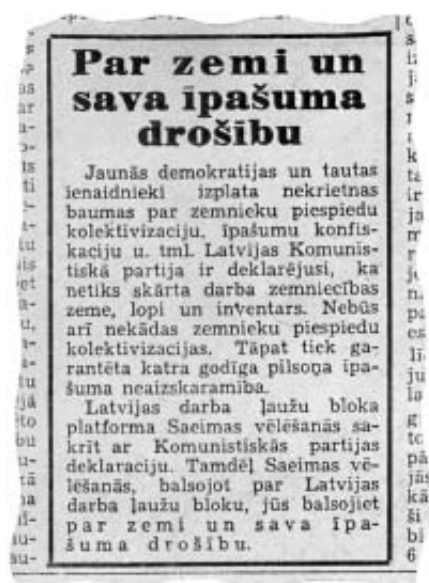 Par zemi un
sava īpašuma
drošību
Jaunās demokratijas un tautas
ienaidnieki izplata nekrietnas
baumas par zemnieku piespiedu
kolektivizaciju, īpašumu konfis-
kaciju u. tml. Latvijas Komunis-
tiskā partija ir deklarējusi, ka
netiks skārta darba zemniecības
zeme, lopi un inventars. Nebūs
arī nekādas zemnieku piespiedu
kolektivizacijas. Tāpat tiek ga-
rantēta katra godīga pilsoņa īpa-
šuma neaizskaramība.
Latvijas darba ļaužu bloka
platforma Saeimas vēlēšanās sa-
krīt ar Komunistiskās partijas
deklaraciju. Tamdēļ Saeimas vē-
lēšanās, balsojot par Latvijas
darba ļaužu bloku, jūs balsojiet
par zemi un sava īpa-
šuma drošību.